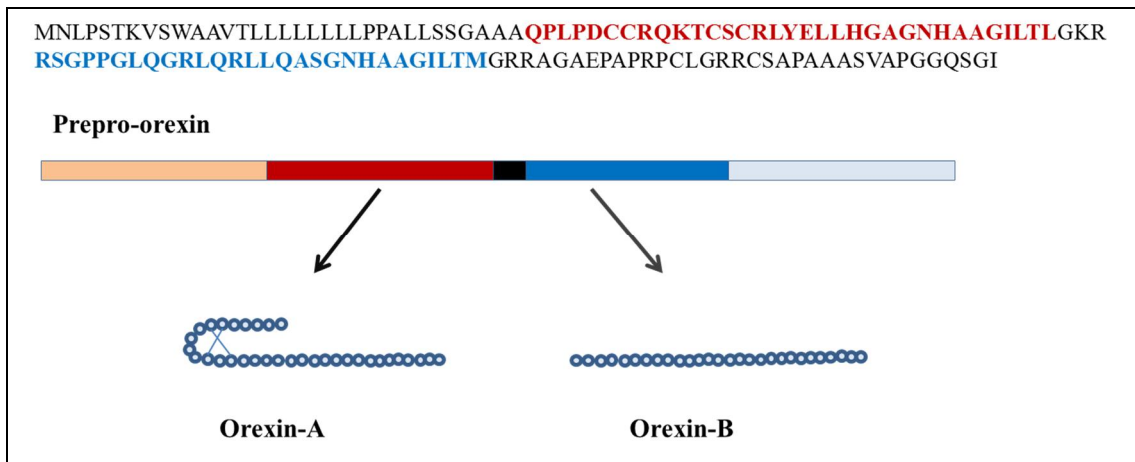 MNLPSTKVSWAAVTLLLLLLLLPPALLSSGAAAQPLPDCCRQKTCSCRLYELLHGAGNHAAGILTLGKR
RSGPPGLQGRLQRLLQASGNHAAGILTMGRRAGAEPAPRPCLGRRCSAPAAASVAPGGQSGI
Prepro-orexin
Orexin-A
Orexin-B